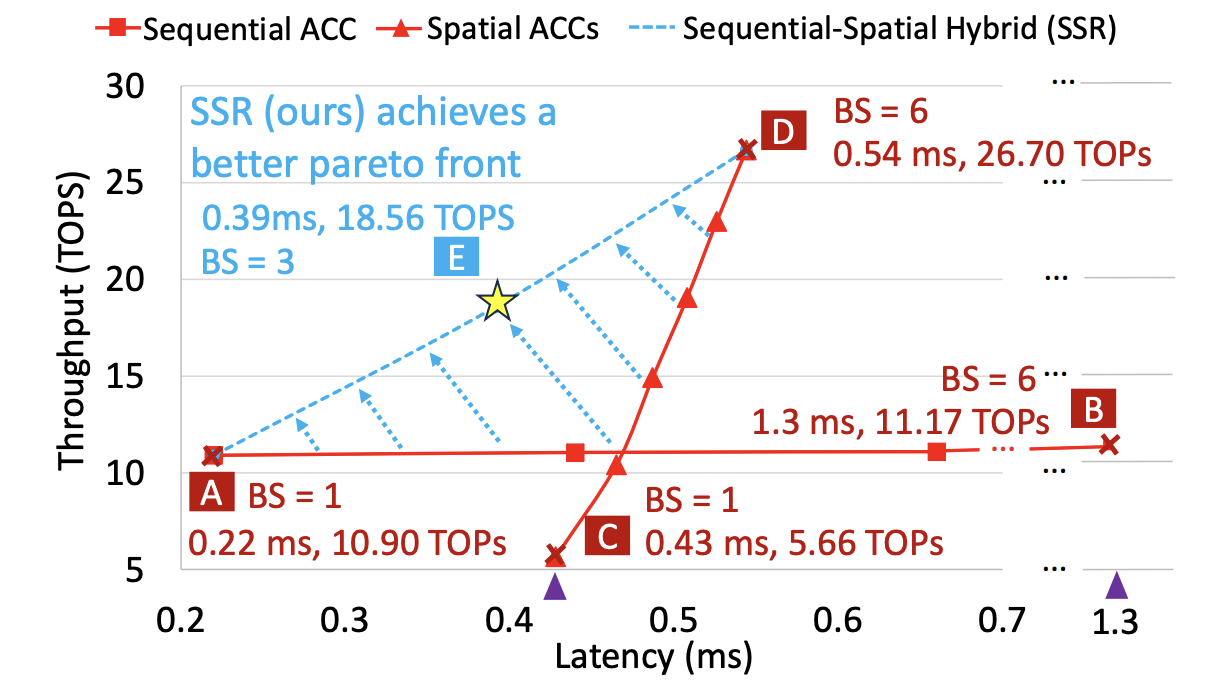 Sequential ACC Spatial ACCs Sequential-Spatial Hybrid (SSR)
30
25
20
15
10
5
Throughput (TOPS)
SSR (ours) achieves a
better pareto front
0.39ms, 18.56 TOPS
BS = 3
E
D
BS = 6
0.54 ms, 26.70 TOPs
BS = 6
1.3 ms, 11.17 TOPs
B
A BS = 1
0.22 ms, 10.90 TOPs
C
BS = 1
0.43 ms, 5.66 TOPs
...
...
...
...
...
...
...
0.2 0.3 0.4 0.5 0.6 0.7 1.3
Latency (ms)